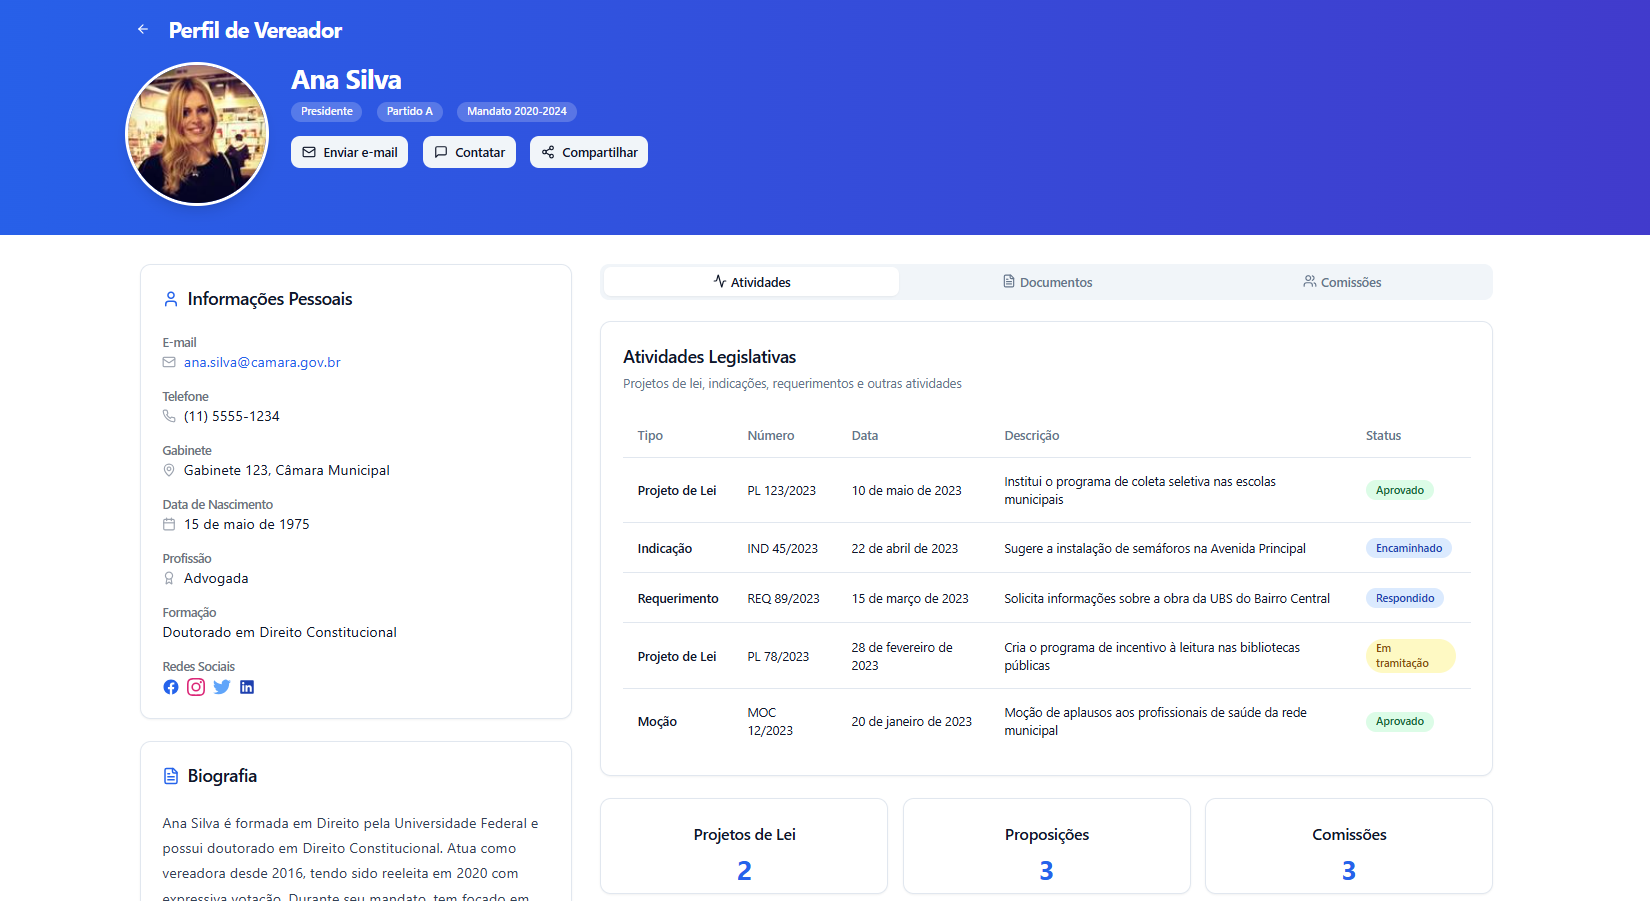 Perfil de Vereador
Ana Silva
Presidente
Partido A
Mandato 2020-2024
Enviar e-mail
Contatar
Compartilhar
Informações Pessoais
E-mail
ana.silva@camara.gov.br
Telefone
(11) 5555-1234
Gabinete
Gabinete 123, Câmara Municipal
Data de Nascimento
15 de maio de 1975
Profissão
Advogada
Formação
Doutorado em Direito Constitucional
Redes Sociais
Biografia
Ana Silva é formada em Direito pela Universidade Federal e
possui doutorado em Direito Constitucional. Atua como
vereadora desde 2016, tendo sido reeleita em 2020 com
expressiva votação. Durante seu mandato, tem focado em
Atividades
Documentos
Comissões
Atividades Legislativas
Projetos de lei, indicações, requerimentos e outras atividades
Tipo
Número
Data
Descrição
Status
Projeto de Lei
PL 123/2023
10 de maio de 2023
Institui o programa de coleta seletiva nas escolas
municipais
Aprovado
Indicação
IND 45/2023
22 de abril de 2023
Sugere a instalação de semáforos na Avenida Principal
Encaminhado
Requerimento
REQ 89/2023
15 de março de 2023
Solicita informações sobre a obra da UBS do Bairro Central
Respondido
Projeto de Lei
PL 78/2023
28 de fevereiro de
2023
Cria o programa de incentivo à leitura nas bibliotecas
públicas
Em
tramitação
Moção
MOC
12/2023
20 de janeiro de 2023
Moção de aplausos aos profissionais de saúde da rede
municipal
Aprovado
Projetos de Lei
2
Proposições
3
Comissões
3